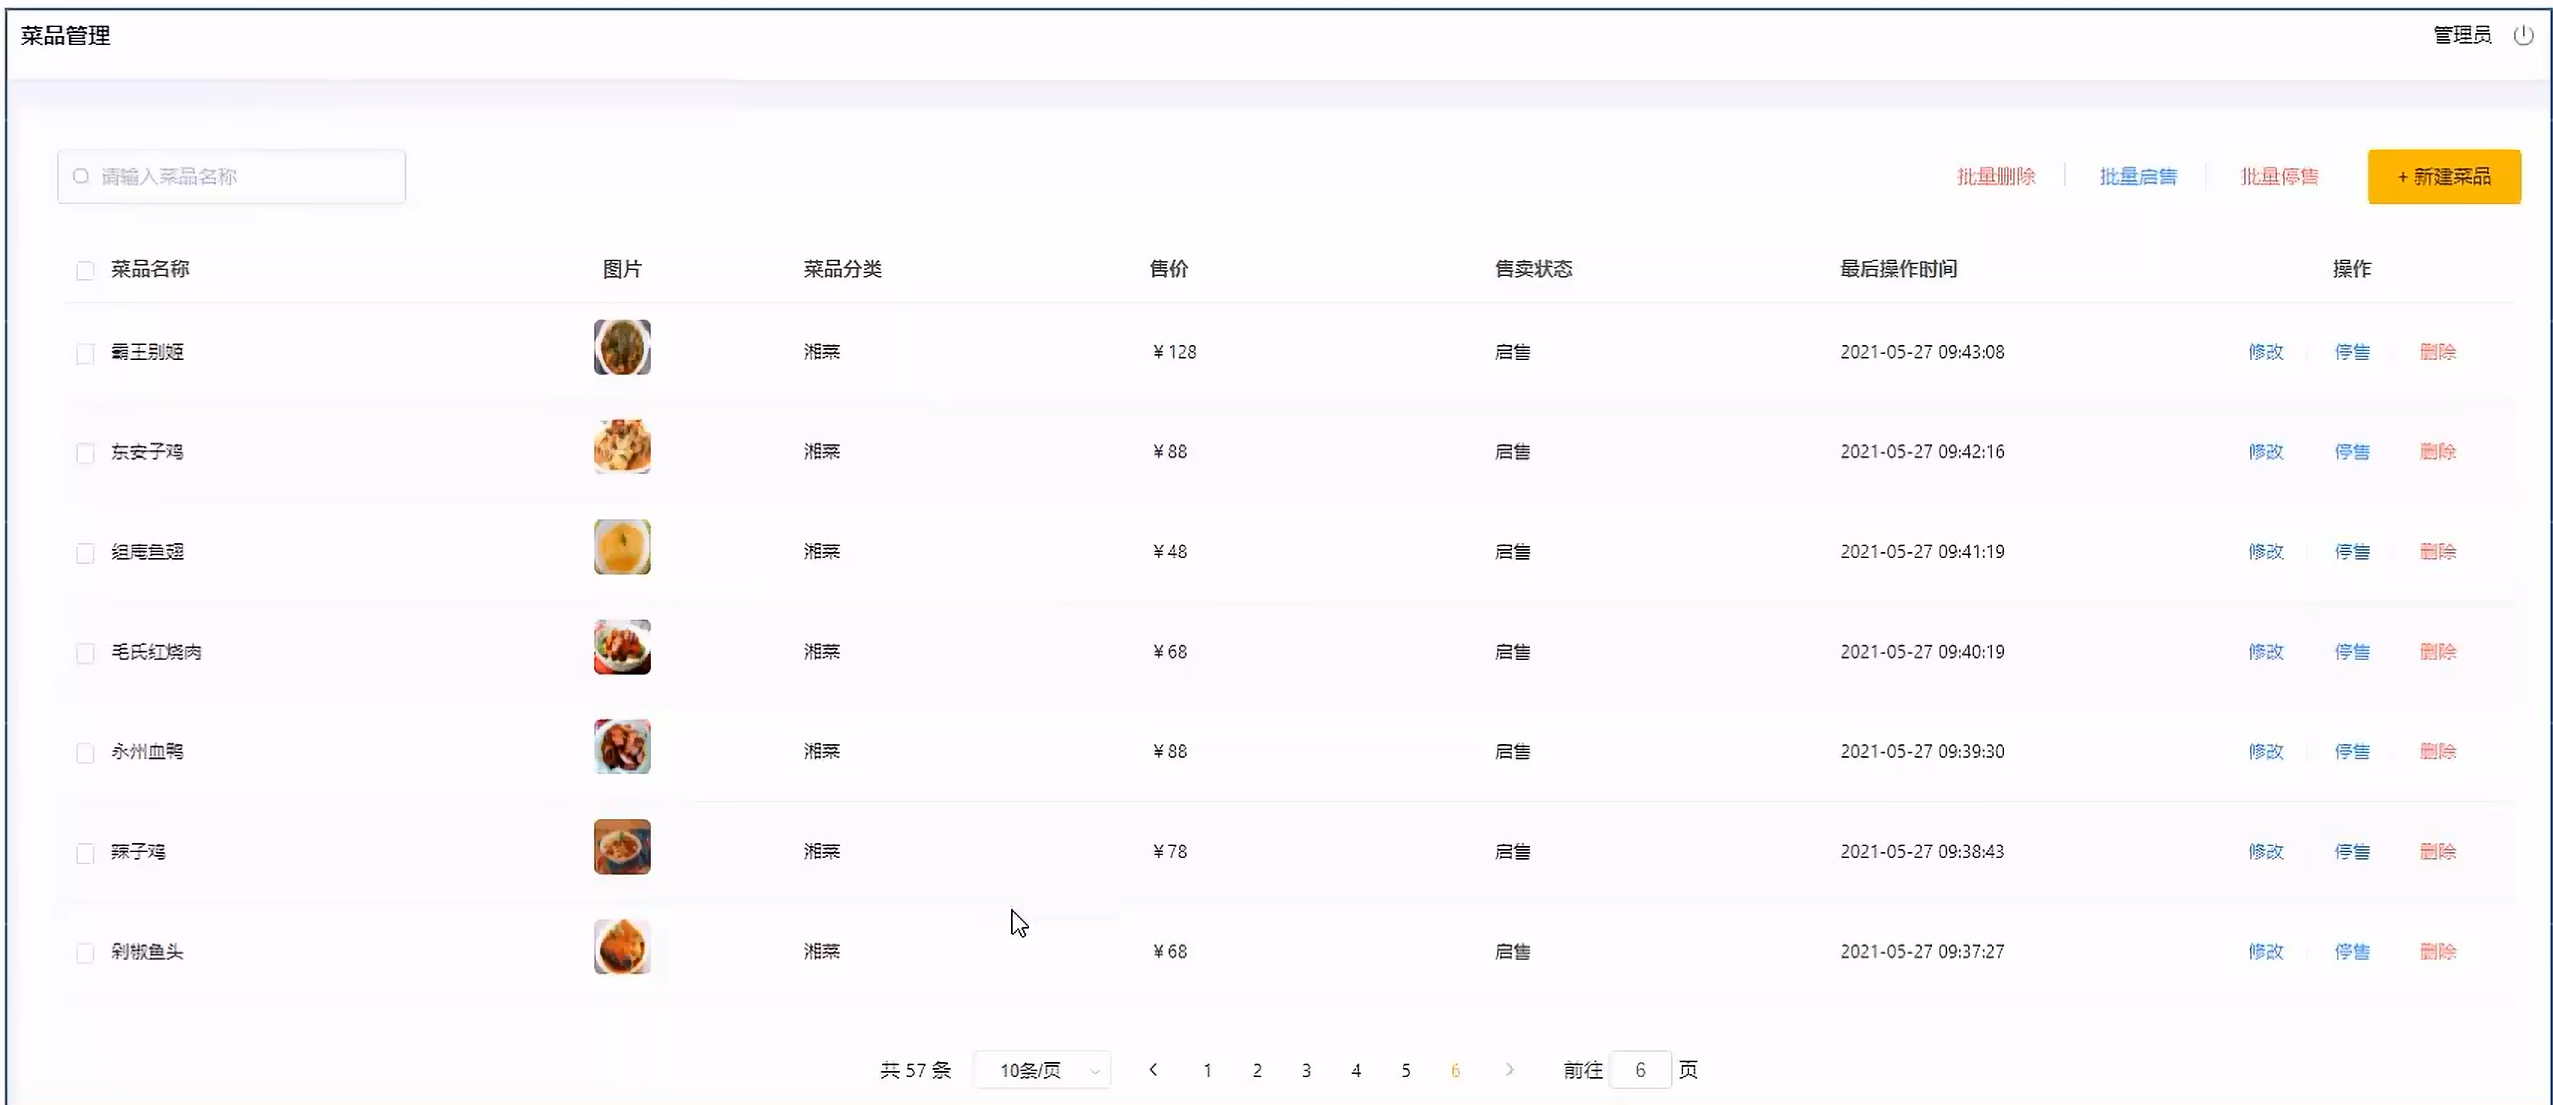 菜品管理 管理员
请输入菜品名称 批量删除 批量启售 批量停售 + 新建菜品
菜品名称 图片 菜品分类 售价 售卖状态 最后操作时间 操作
霸王别姬 湘菜 ¥ 128 启售 2021-05-27 09:43:08 修改 停售 删除
东安子鸡 湘菜 ¥ 88 启售 2021-05-27 09:42:16 修改 停售 删除
组庵鱼翅 湘菜 ¥ 48 启售 2021-05-27 09:41:19 修改 停售 删除
毛氏红烧肉 湘菜 ¥ 68 启售 2021-05-27 09:40:19 修改 停售 删除
永州血鸭 湘菜 ¥ 88 启售 2021-05-27 09:39:30 修改 停售 删除
辣子鸡 湘菜 ¥ 78 启售 2021-05-27 09:38:43 修改 停售 删除
剁椒鱼头 湘菜 ¥ 68 启售 2021-05-27 09:37:27 修改 停售 删除
共 57 条 10条/页 1 2 3 4 5 6 前往 6 页